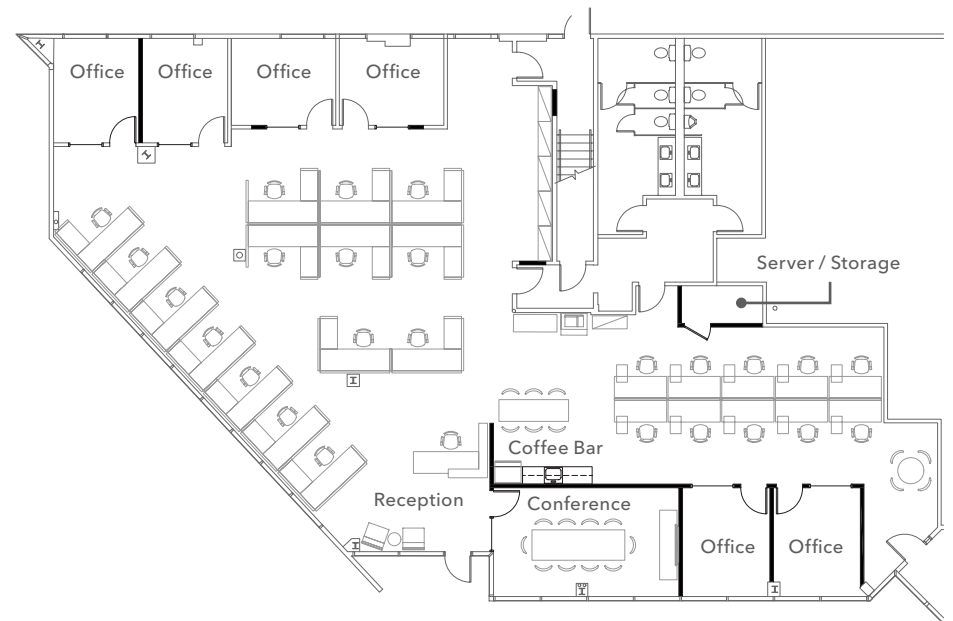 Office
Office
Office
Office
Server / Storage
Coffee Bar
Reception
Conference
Office
Office